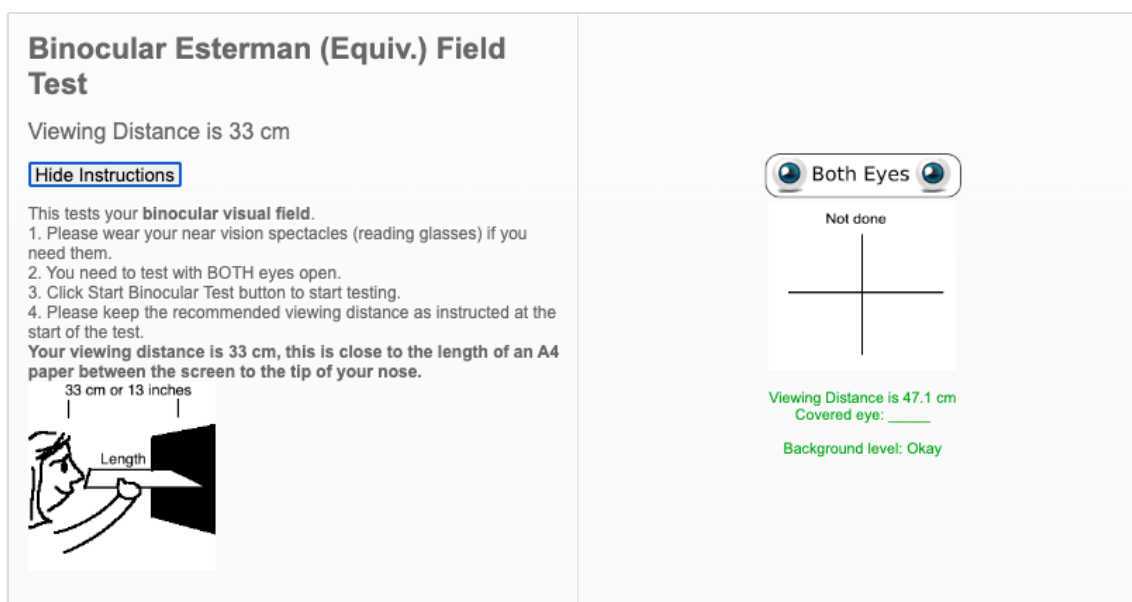 Binocular Esterman (Equiv.) Field
Test
Viewing Distance is 33 cm
Hide Instructions
This tests your binocular visual field.
1. Please wear your near vision spectacles (reading glasses) if you
need them.
2. You need to test with BOTH eyes open.
3. Click Start Binocular Test button to start testing.
4. Please keep the recommended viewing distance as instructed at the
start of the test.
Your viewing distance is 33 cm, this is close to the length of an A4
paper between the screen to the tip of your nose.
33 cm or 13 inches
Length
Both Eyes
Not done
Viewing Distance is 47.1 cm
Covered eye: _____
Background level: Okay